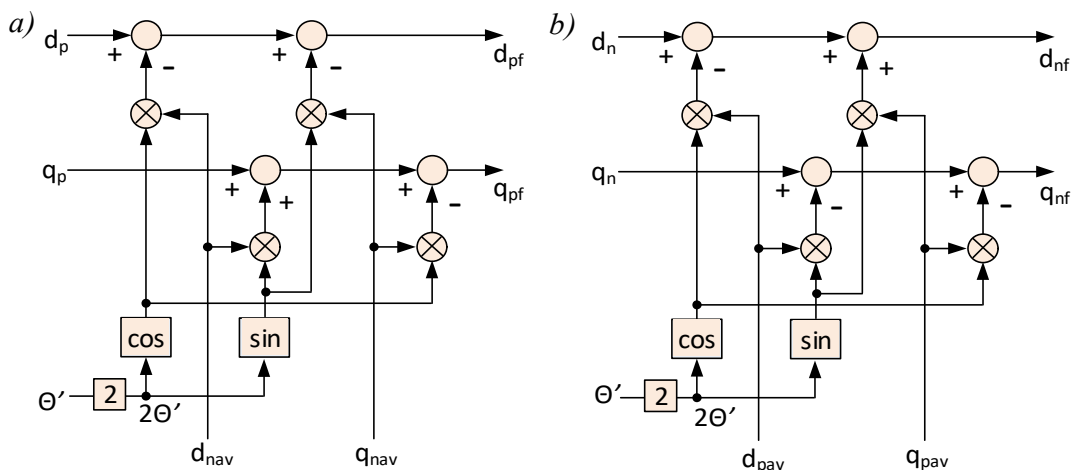 a)
d_p
+
-
+
-
d_pf
q_p
+
+
+
-
q_pf
cos
sin
Θ’
2
2Θ’
d_nav
q_nav
b)
d_n
+
-
+
+
d_nf
q_n
+
-
+
-
q_nf
cos
sin
Θ’
2
2Θ’
d_pav
q_pav